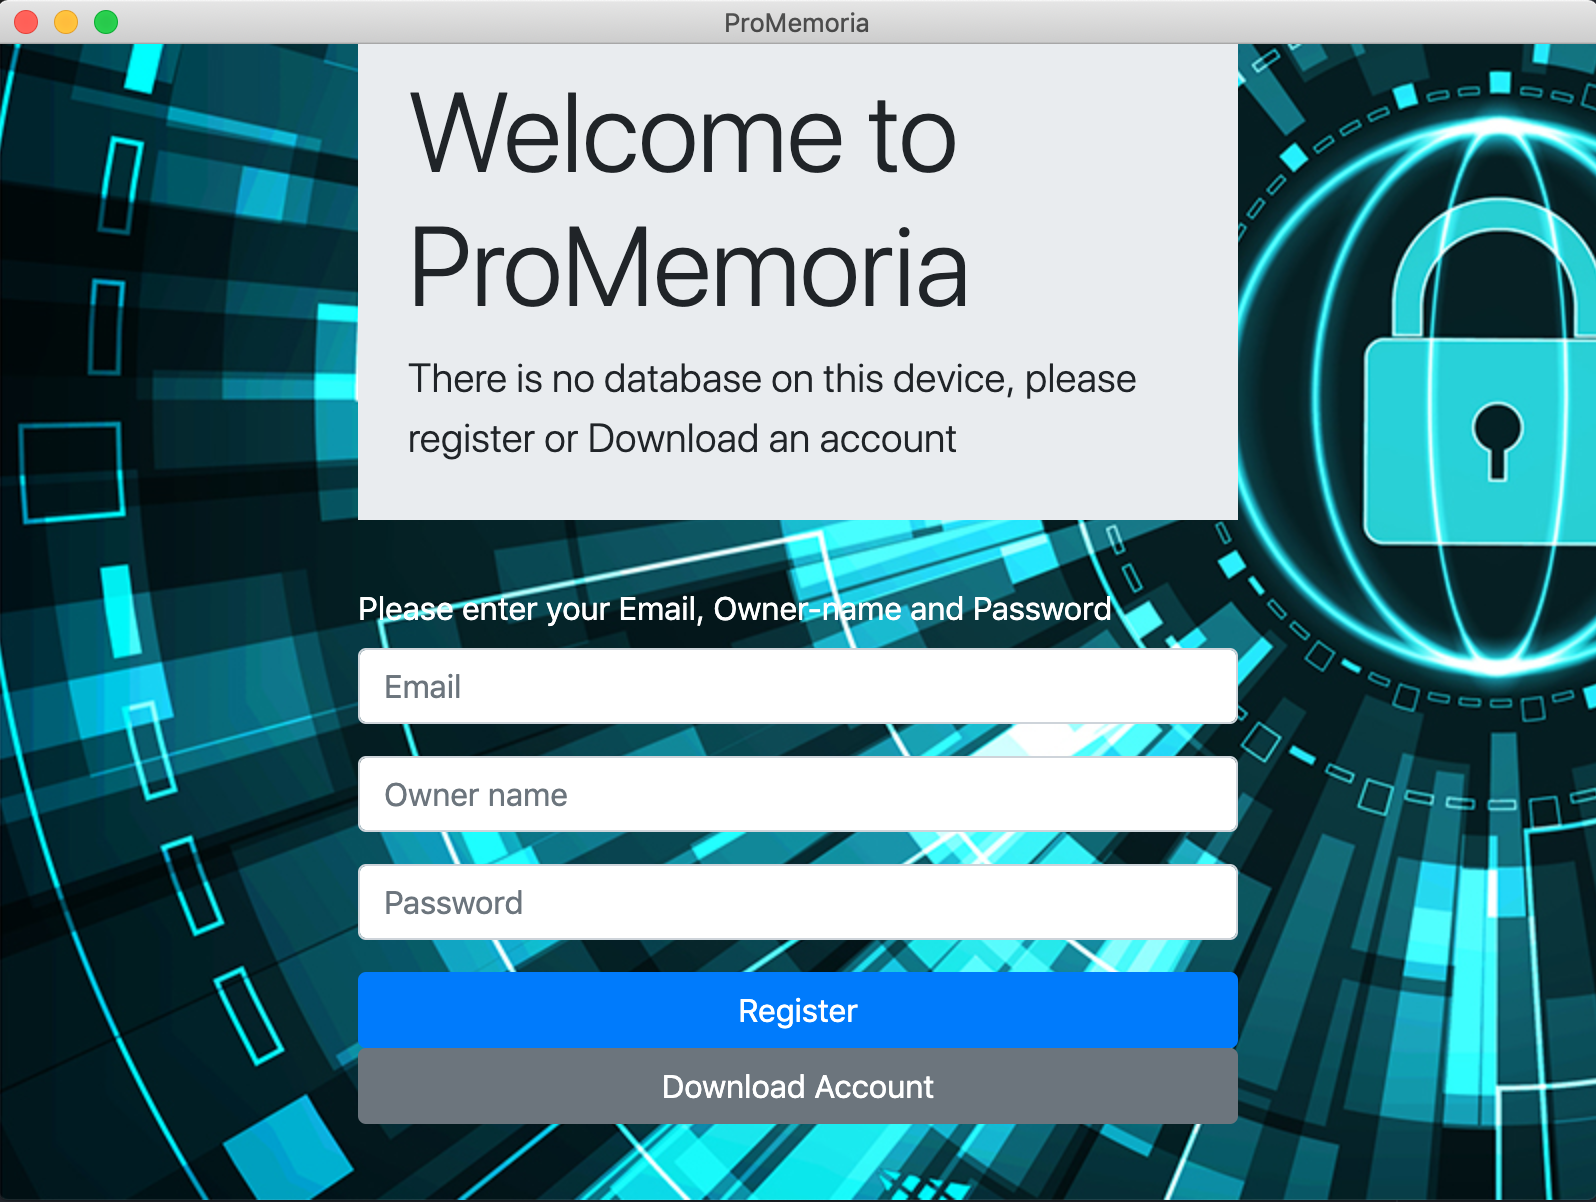 ProMemoria
Welcome to
ProMemoria
There is no database on this device, please
register or Download an account
Please enter your Email, Owner-name and Password
Email
Owner name
Password
Register
Download Account